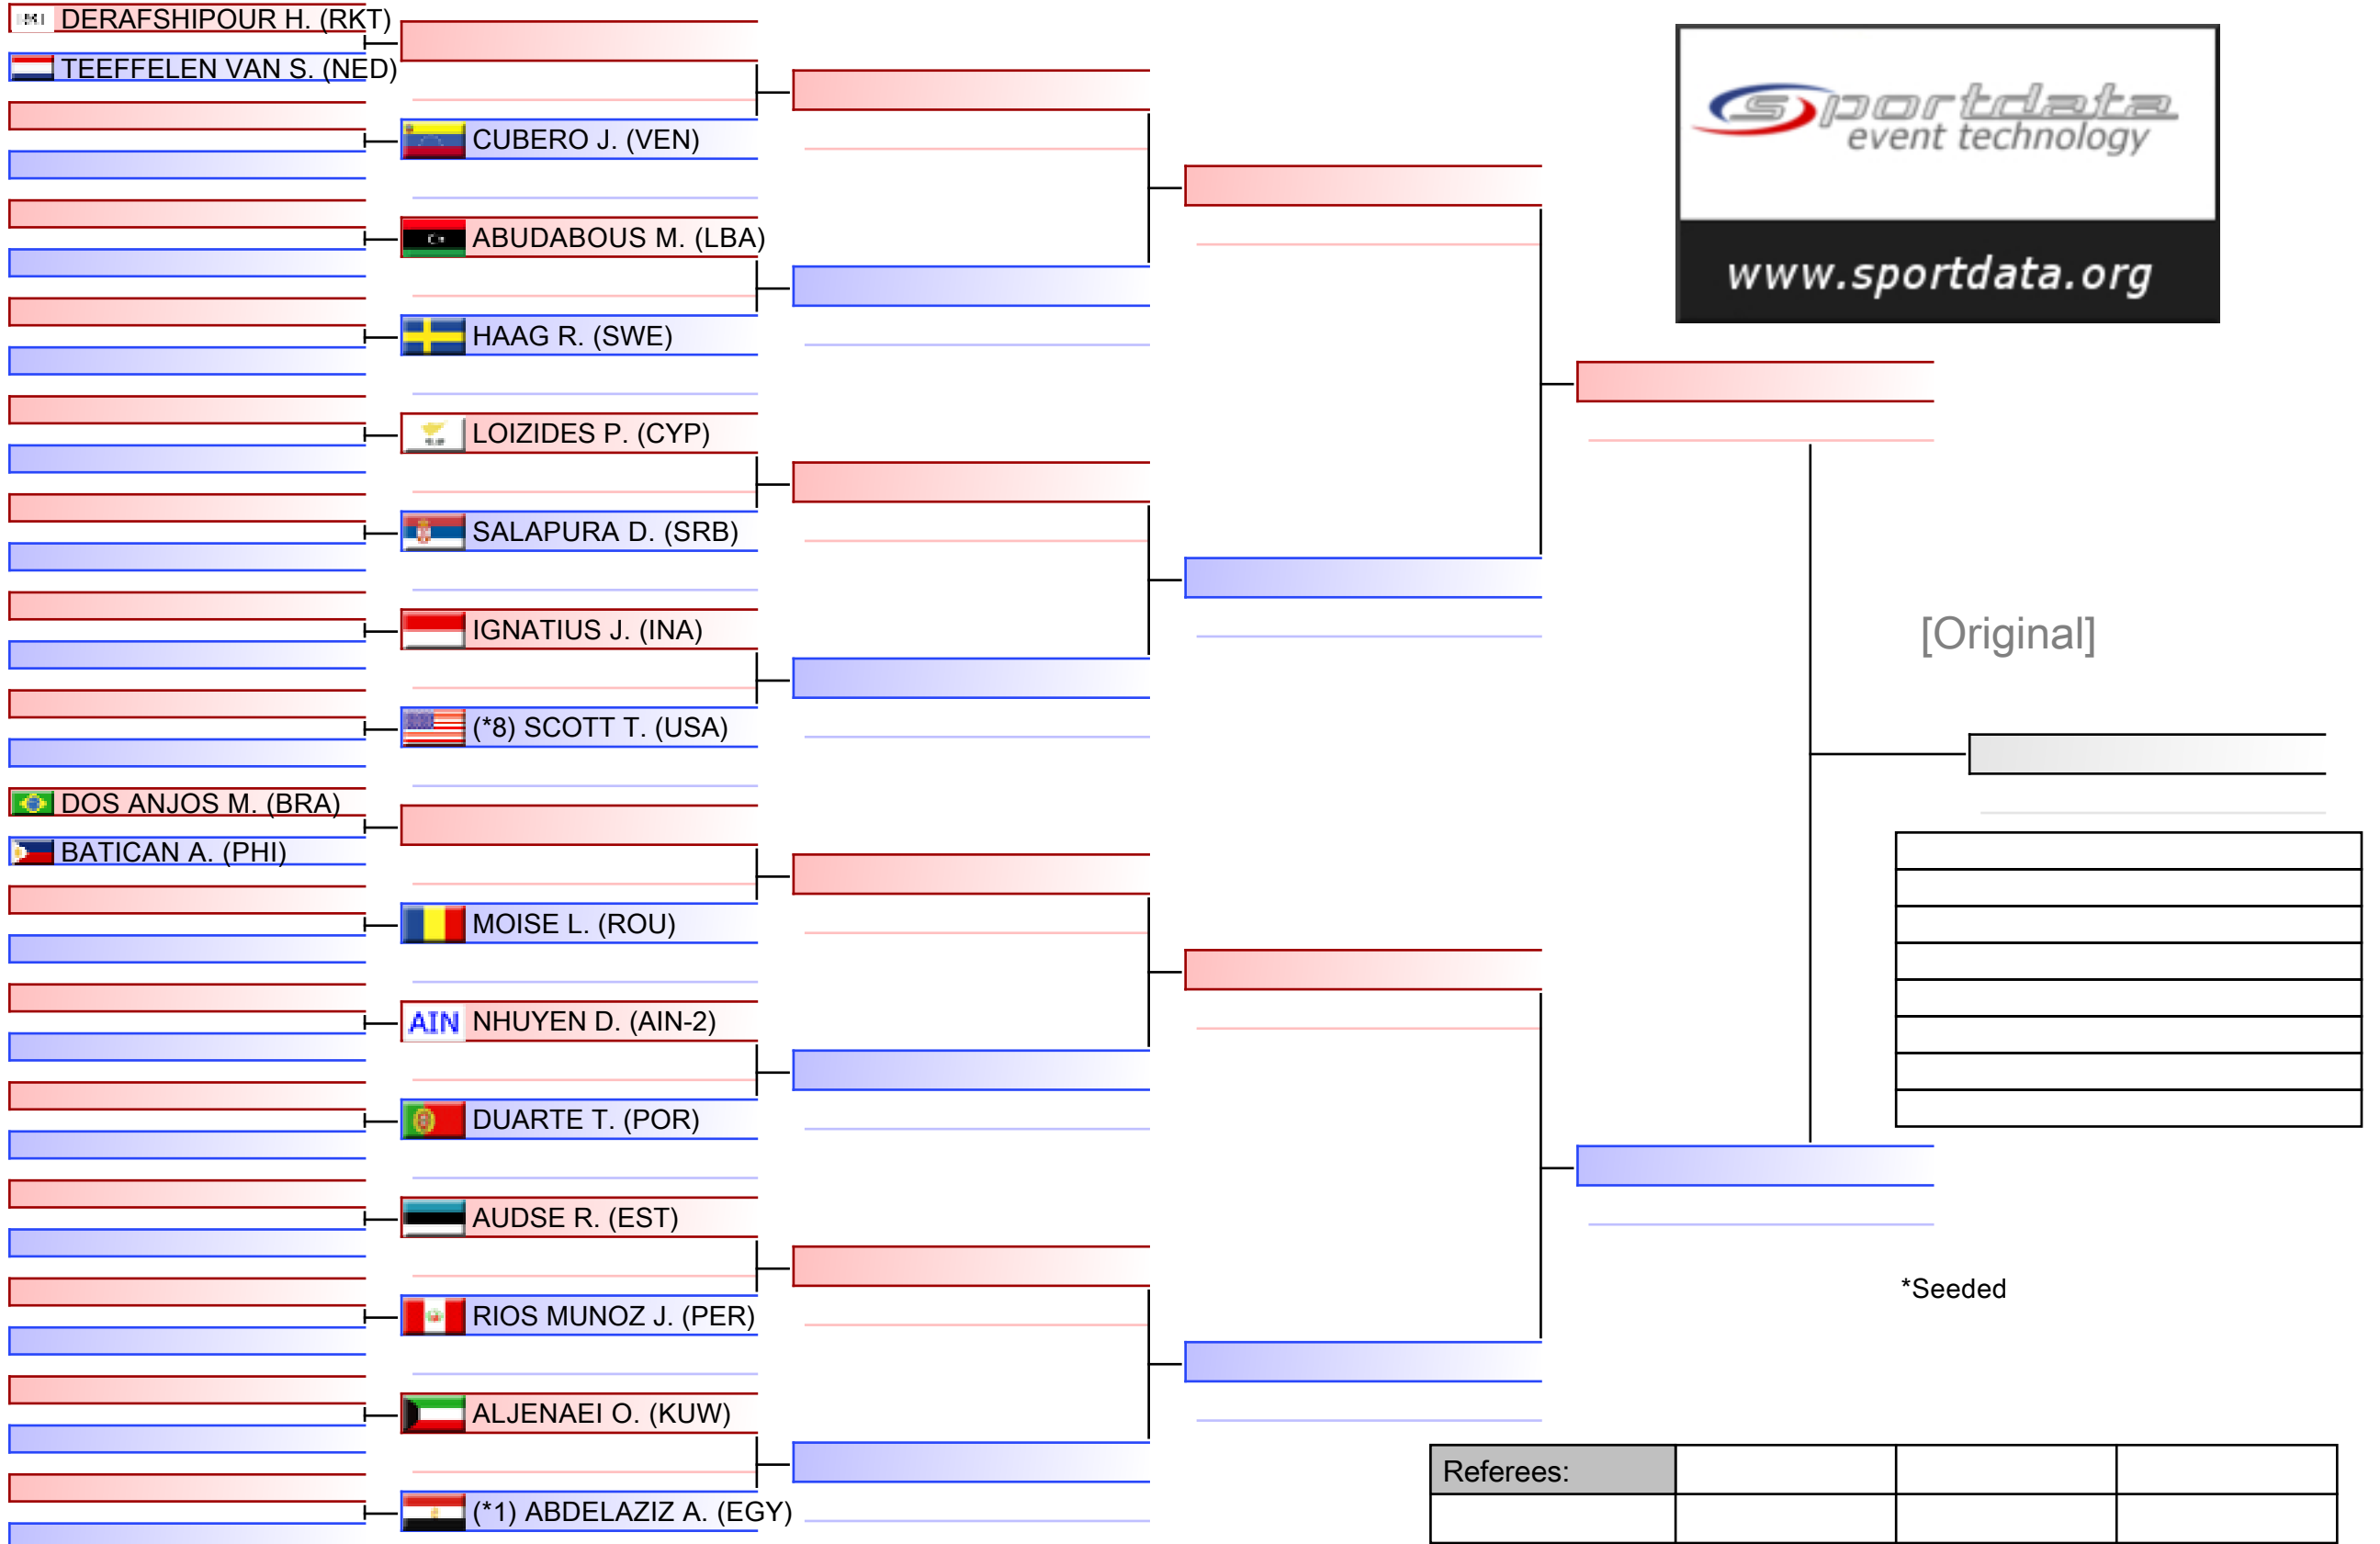 DERAFSHIPOUR H. (RKT)
TEEFFELEN VAN S. (NED)
CUBERO J. (VEN)
ABUDABOUS M. (LBA)
HAAG R. (SWE)
LOIZIDES P. (CYP)
SALAPURA D. (SRB)
IGNATIUS J. (INA)
(*8) SCOTT T. (USA)
DOS ANJOS M. (BRA)
BATICAN A. (PHI)
MOISE L. (ROU)
AIN NHUYEN D. (AIN-2)
DUARTE T. (POR)
AUDSE R. (EST)
RIOS MUNOZ J. (PER)
ALJENAEI O. (KUW)
(*1) ABDELAZIZ A. (EGY)
sportdata
event technology
www.sportdata.org
[Original]
*Seeded
Referees: